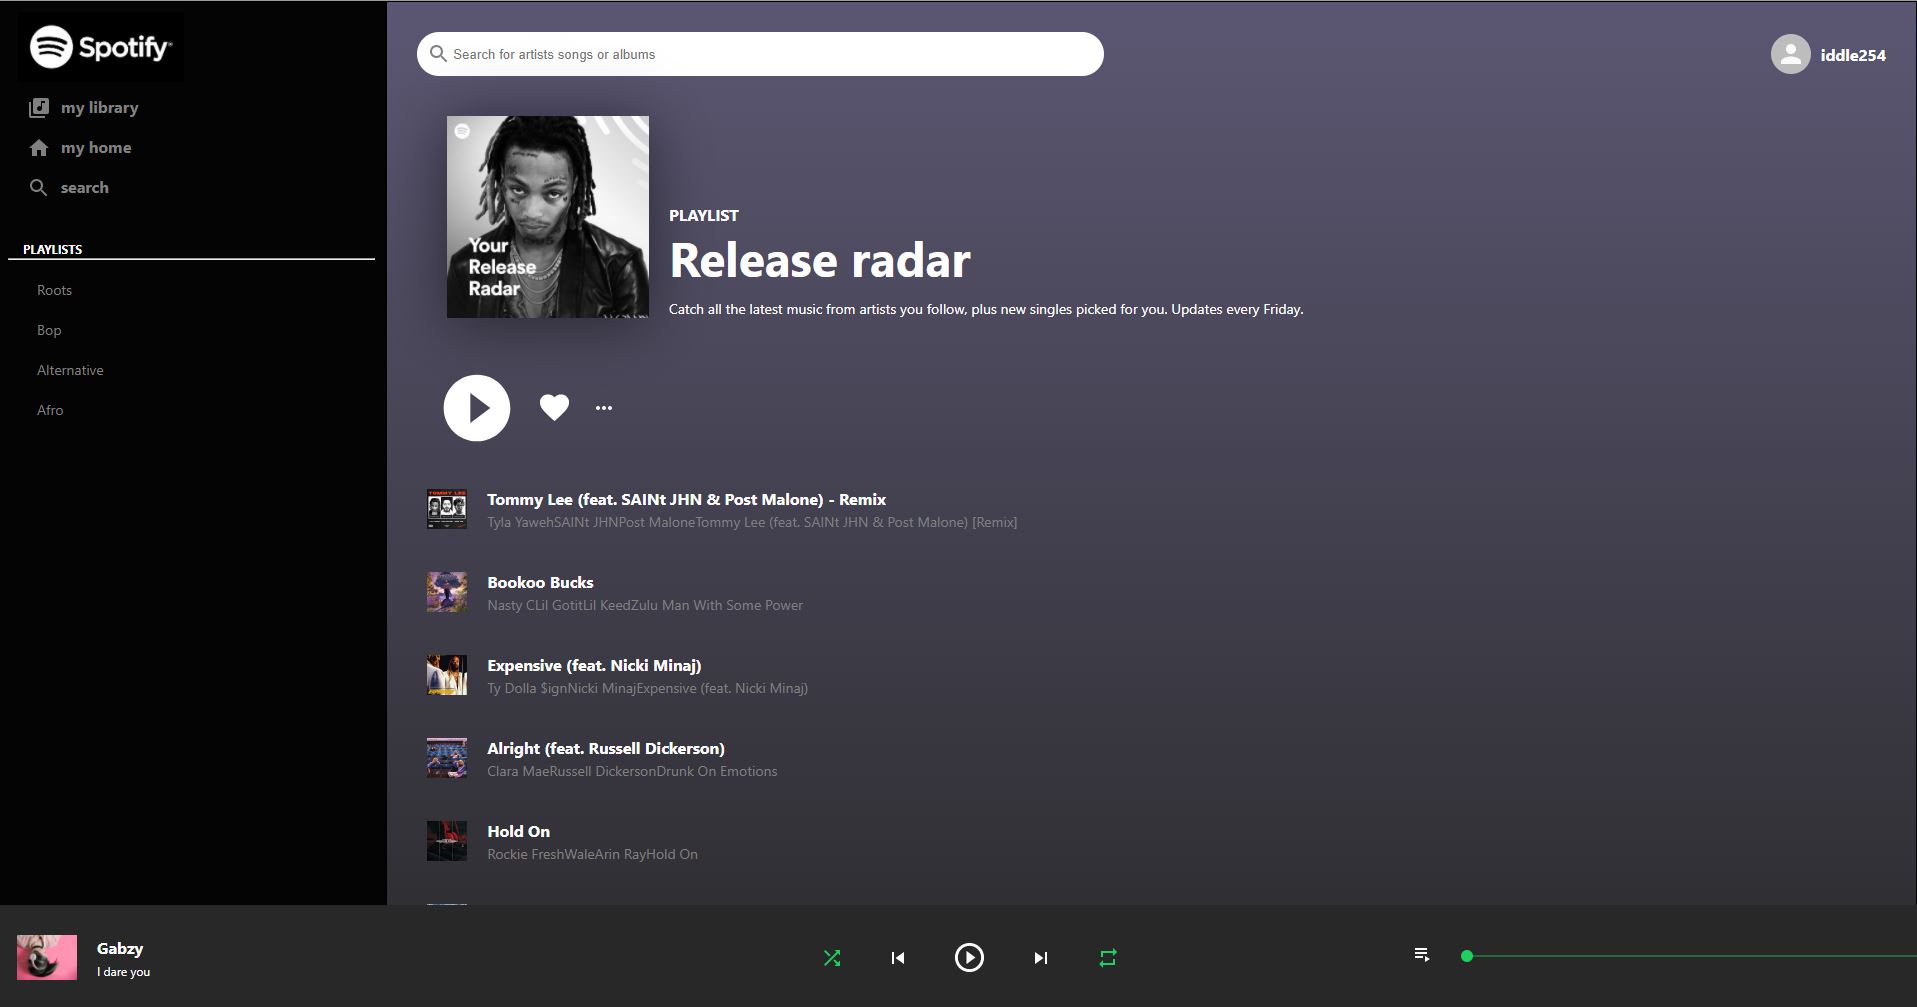 Spotify®
Search for artists songs or albums
iddle254
my library
my home
search
PLAYLISTS
Roots
Bop
Alternative
Afro
Your
Release
Radar
PLAYLIST
Release radar
Catch all the latest music from artists you follow, plus new singles picked for you. Updates every Friday.
TOMMY LEE
Tommy Lee (feat. SAINt JHN & Post Malone) - Remix
Tyla YawehSAINt JHNPost MaloneTommy Lee (feat. SAINt JHN & Post Malone) [Remix]
Bookoo Bucks
Nasty CLil GotitLil KeedZulu Man With Some Power
Expensive (feat. Nicki Minaj)
Ty Dolla $ignNicki MinajExpensive (feat. Nicki Minaj)
Alright (feat. Russell Dickerson)
Clara MaeRussell DickersonDrunk On Emotions
Hold On
Rockie FreshWaleArin RayHold On
Gabzy
I dare you